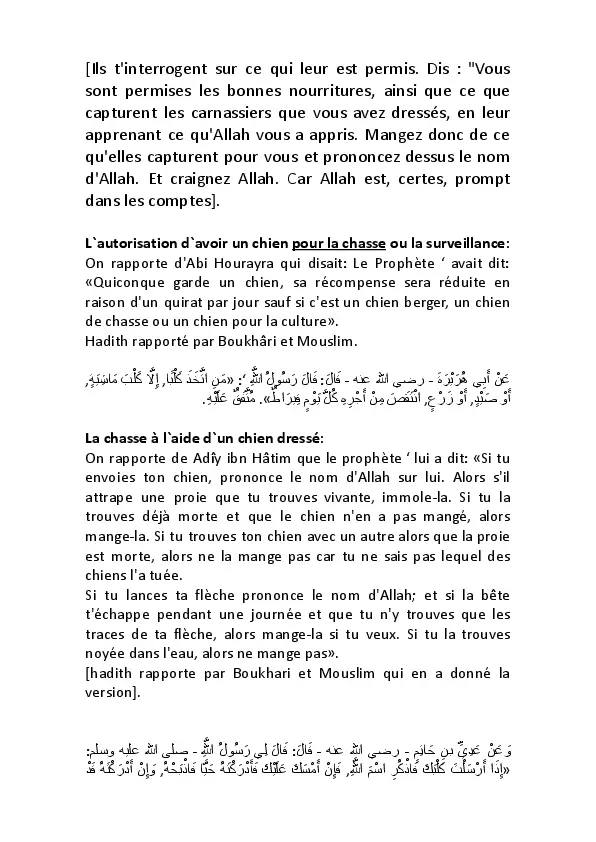 [Ils t'interrogent sur ce qui leur est permis. Dis : "Vous
sont permises les bonnes nourritures, ainsi que ce que
capturent les carnassiers que vous avez dressés, en leur
apprenant ce qu'Allah vous a appris. Mangez donc de ce
qu'elles capturent pour vous et prononcez dessus le nom
d'Allah. Et craignez Allah. Car Allah est, certes, prompt
dans les comptes].
L`autorisation d`avoir un chien pour la chasse ou la surveillance:
On rapporte d'Abi Hourayra qui disait: Le Prophète ‘ avait dit:
«Quiconque garde un chien, sa récompense sera réduite en
raison d'un quirat par jour sauf si c'est un chien berger, un chien
de chasse ou un chien pour la culture».
Hadith rapporté par Boukhâri et Mouslim.
عَنْ أَبِي هُرَيْرَةَ - رضى الله عنه - قَالَ: قَالَ رَسُولُ اللَّهِ ‘: «مَنِ اتَّخَذَ كَلْبًا, إِلَّا كَلْبَ مَاشِيَةٍ,
أَوْ صَيْدٍ, أَوْ زَرْعٍ, انْتَقَصَ مِنْ أَجْرِهِ كُلَّ يَوْمٍ قِيرَاطٌ». مُتَّفَقٌ عَلَيْهِ.
La chasse à l`aide d`un chien dressé:
On rapporte de Adîy ibn Hâtim que le prophète ‘ lui a dit: «Si tu
envoies ton chien, prononce le nom d'Allah sur lui. Alors s'il
attrape une proie que tu trouves vivante, immole-la. Si tu la
trouves déjà morte et que le chien n'en a pas mangé, alors
mange-la. Si tu trouves ton chien avec un autre alors que la proie
est morte, alors ne la mange pas car tu ne sais pas lequel des
chiens l'a tuée.
Si tu lances ta flèche prononce le nom d'Allah; et si la bête
t'échappe pendant une journée et que tu n'y trouves que les
traces de ta flèche, alors mange-la si tu veux. Si tu la trouves
noyée dans l'eau, alors ne mange pas».
[hadith rapporte par Boukhari et Mouslim qui en a donné la
version].
وَعَنْ عَدِيِّ بنِ حَاتِمٍ - رضى الله عنه - قَالَ: قَالَ لِي رَسُولُ اللَّهِ - صلى الله عليه وسلم:
«إِذَا أَرْسَلْتَ كَلْبَكَ فَاذْكُرِ اسْمَ اللَّهِ, فَإِنْ أَمْسَكَ عَلَيْكَ فَأَدْرَكْتَهُ حَيًّا فَاذْبَحْهُ, وَإِنْ أَدْرَكْتَهُ قَدْ